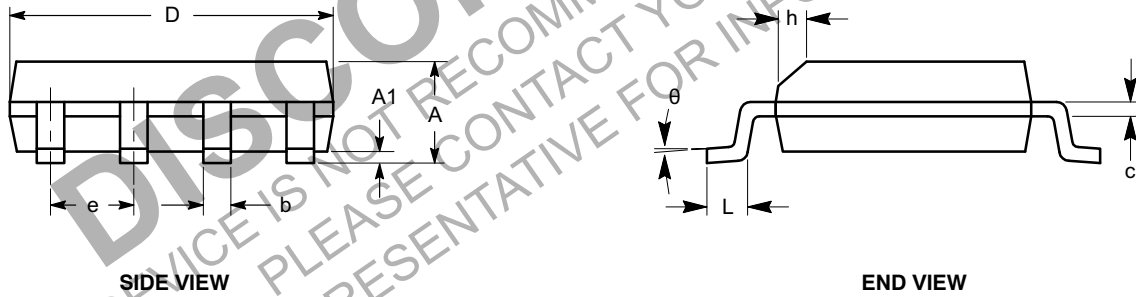 D
h
A1
A
θ
c
e
b
L
DISCO
DEVICE IS NOT RECOMM
PLEASE CONTACT YO
PRESENTATIVE FOR IN
SIDE VIEW
END VIEW